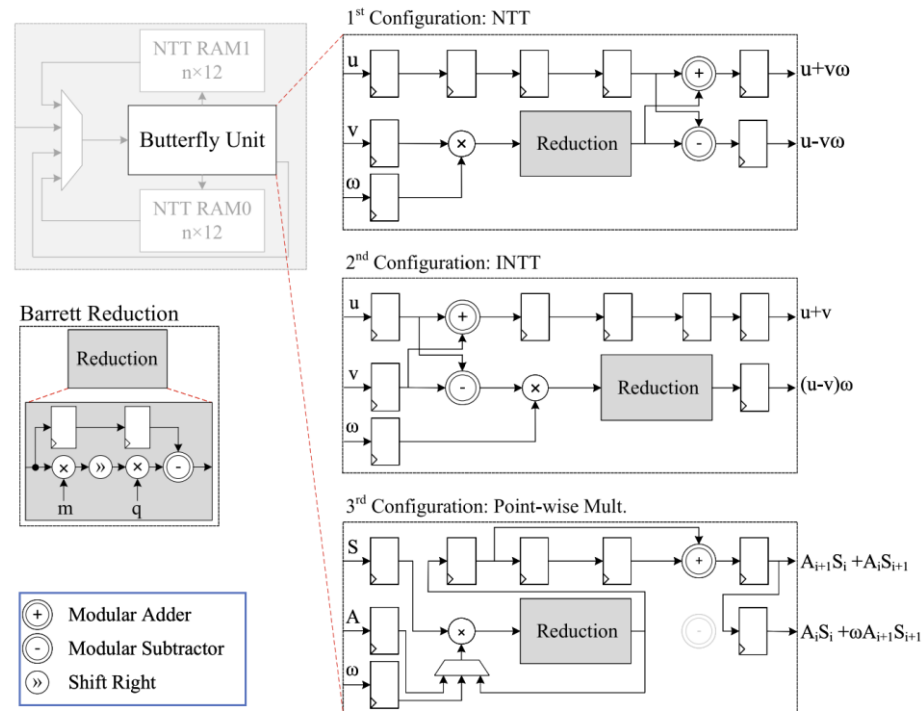 NTT RAM1
n×12
Butterfly Unit
NTT RAM0
n×12
Barrett Reduction
Reduction
×
»
×
-
m
q
+
Modular Adder
-
Modular Subtractor
»
Shift Right
1st Configuration: NTT
u
+
u+vω
v
×
Reduction
-
u-vω
ω
2nd Configuration: INTT
u
+
u+v
v
-
×
Reduction
(u-v)ω
ω
3rd Configuration: Point-wise Mult.
S
+
Ai+1Si +AiSi+1
A
×
Reduction
-
AiSi +ωAi+1Si+1
ω